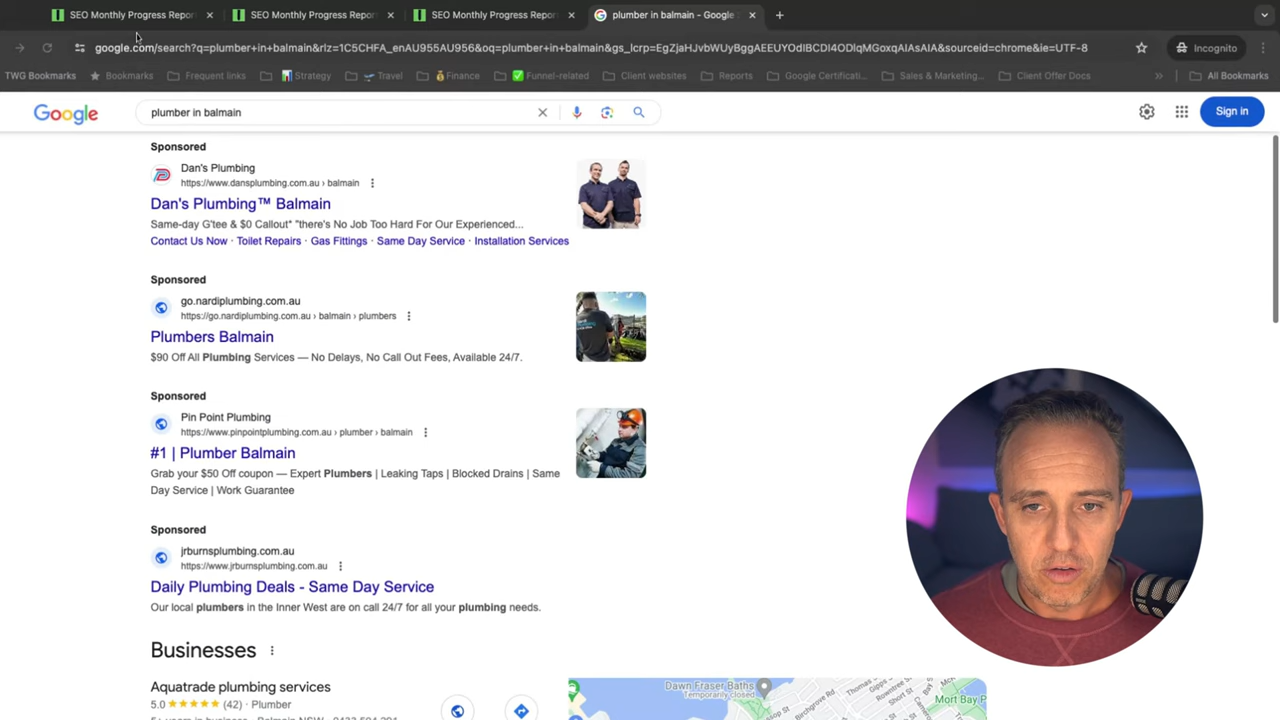 SEO Monthly Progress Repor
SEO Monthly Progress Repor
SEO Monthly Progress Repor
plumber in balmain - Google
google.com/search?q=plumber+in+balmain&rlz=1C5CHFA_enAU955AU956&oq=plumber+in+balmain&gs_lcrp=EgZjaHJvbWUyBggAEEUYOdIBCDI4ODlqMGoxqAIAsAIA&sourceid=chrome&ie=UTF-8
Incognito
TWG Bookmarks
Bookmarks
Frequent links
Strategy
Travel
Finance
Funnel-related
Client websites
Reports
Google Certificati...
Sales & Marketing...
Client Offer Docs
All Bookmarks
Google
plumber in balmain
Sign in
Sponsored
Dan's Plumbing
https://www.dansplumbing.com.au › balmain
Dan's Plumbing™ Balmain
Same-day G'tee & $0 Callout* "there's No Job Too Hard For Our Experienced...
Contact Us Now · Toilet Repairs · Gas Fittings · Same Day Service · Installation Services
Sponsored
go.nardiplumbing.com.au
https://go.nardiplumbing.com.au › balmain › plumbers
Plumbers Balmain
$90 Off All Plumbing Services — No Delays, No Call Out Fees, Available 24/7.
Sponsored
Pin Point Plumbing
https://www.pinpointplumbing.com.au › plumber › balmain
#1 | Plumber Balmain
Grab your $50 Off coupon — Expert Plumbers | Leaking Taps | Blocked Drains | Same
Day Service | Work Guarantee
Sponsored
jrburnsplumbing.com.au
https://www.jrburnsplumbing.com.au
Daily Plumbing Deals - Same Day Service
Our local plumbers in the Inner West are on call 24/7 for all your plumbing needs.
Businesses
Aquatrade plumbing services
5.0 (42) · Plumber
Dawn Fraser Baths
Temporarily closed
Mort Bay P